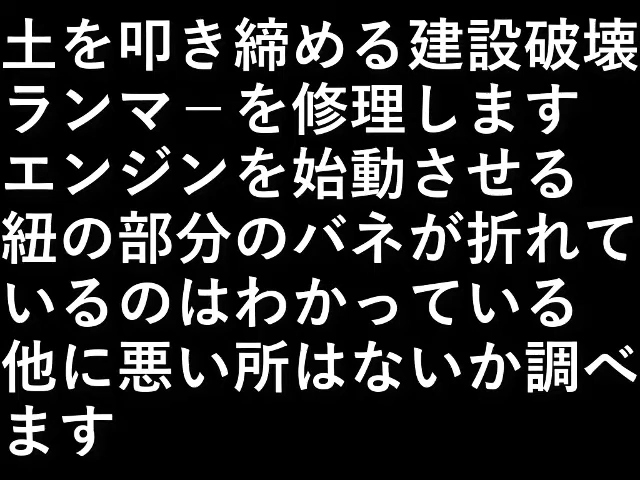 土を叩き締める建設破壊
ランマ－を修理します
エンジンを始動させる
紐の部分のバネが折れて
いるのはわかっている
他に悪い所はないか調べ
ます